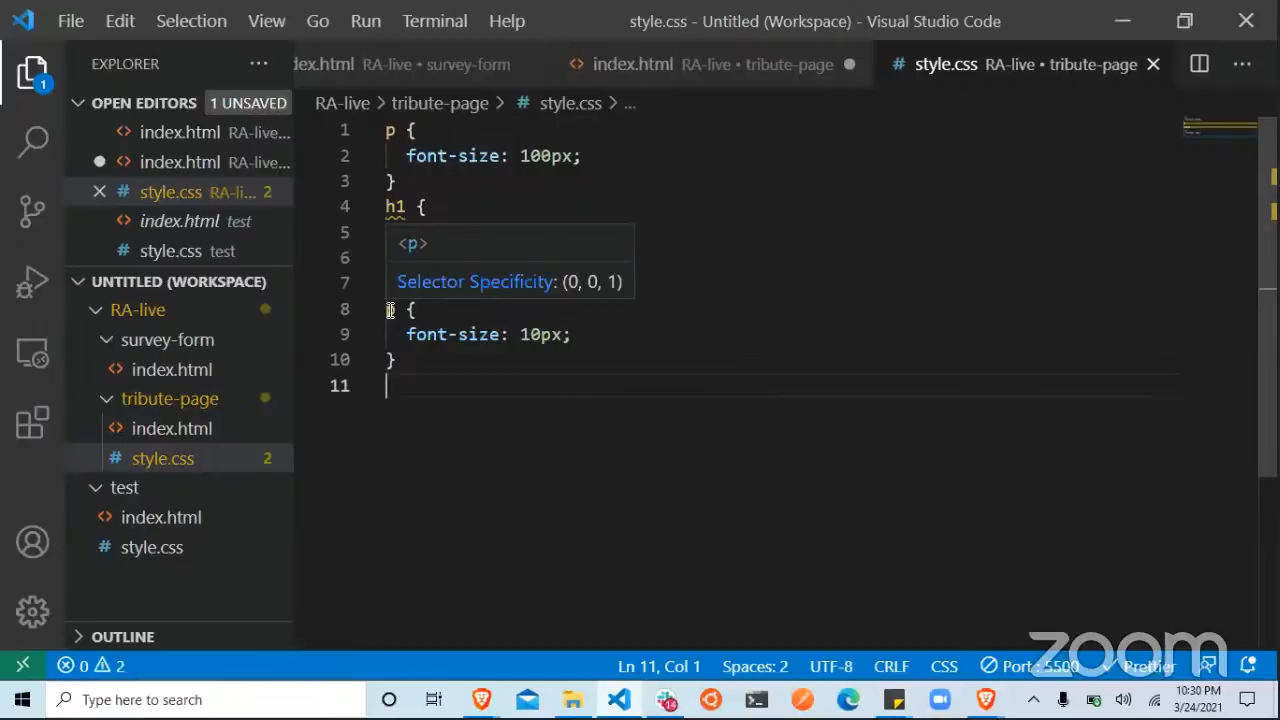 File Edit Selection View Go Run Terminal Help style.css - Untitled (Workspace) - Visual Studio Code
EXPLORER
dex.html RA-live • survey-form
index.html RA-live • tribute-page
style.css RA-live • tribute-page
OPEN EDITORS 1 UNSAVED
index.html RA-live...
index.html RA-live...
style.css RA-li... 2
index.html test
style.css test
UNTITLED (WORKSPACE)
RA-live
survey-form
index.html
tribute-page
index.html
style.css 2
test
index.html
style.css
OUTLINE
RA-live > tribute-page > # style.css > ...
1 p {
2 font-size: 100px;
3 }
4 h1 {
5
6
7
<p>
Selector Specificity: (0, 0, 1)
8 p {
9 font-size: 10px;
10 }
11
zoom
0 2 Ln 11, Col 1 Spaces: 2 UTF-8 CRLF CSS Port : 5500 Prettier
Type here to search
14
10:30 PM
3/24/2021
1